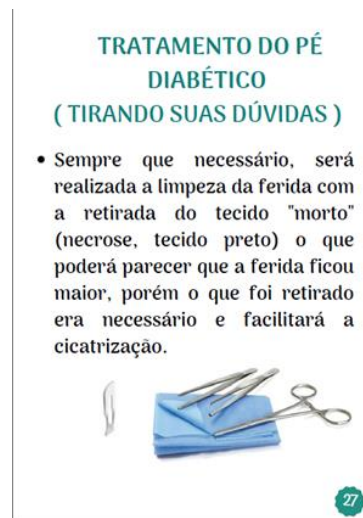 TRATAMENTO DO PÉ
DIABÉTICO
( TIRANDO SUAS DÚVIDAS )
• Sempre que necessário, será
realizada a limpeza da ferida com
a retirada do tecido "morto"
(necrose, tecido preto) o que
poderá parecer que a ferida ficou
maior, porém o que foi retirado
era necessário e facilitará a
cicatrização.
27